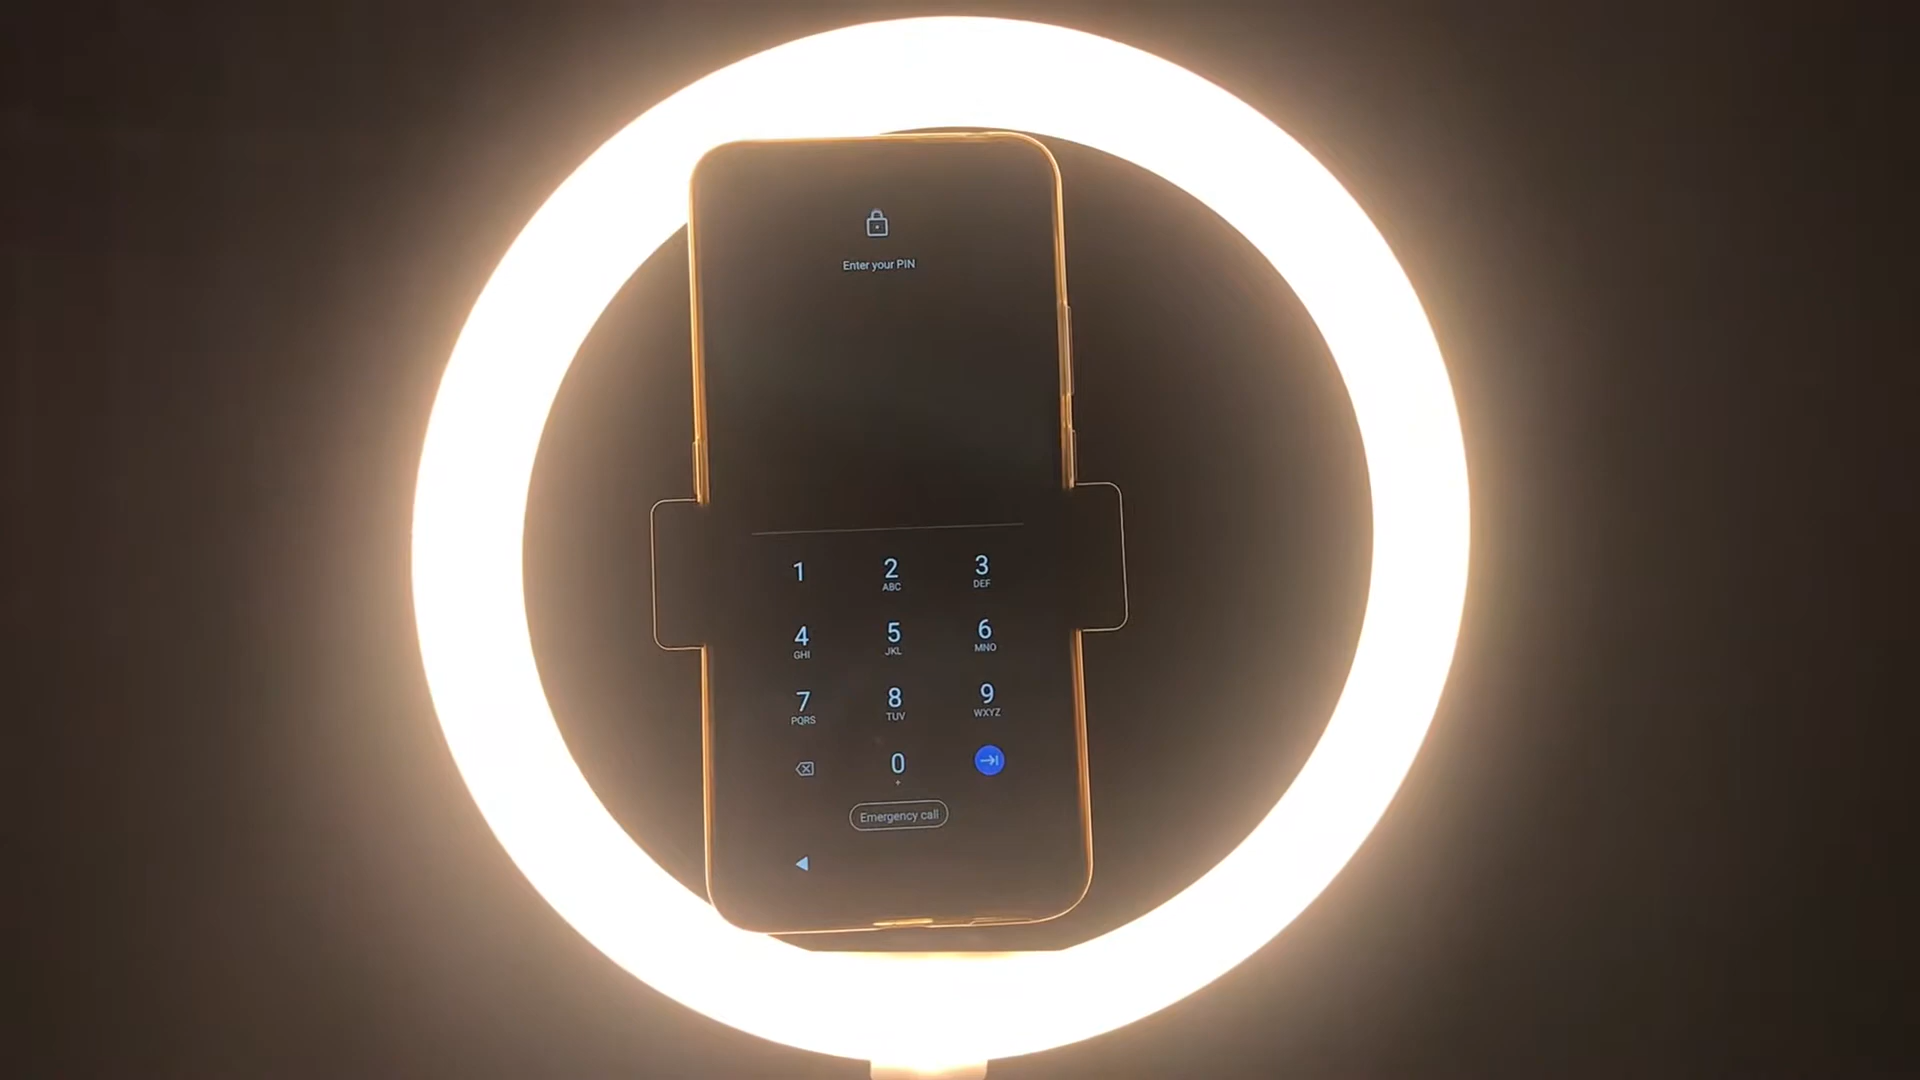 Enter your PIN
1 2 3
ABC DEF
4 5 6
GHI JKL MNO
7 8 9
PQRS TUV WXYZ
0
+
Emergency call